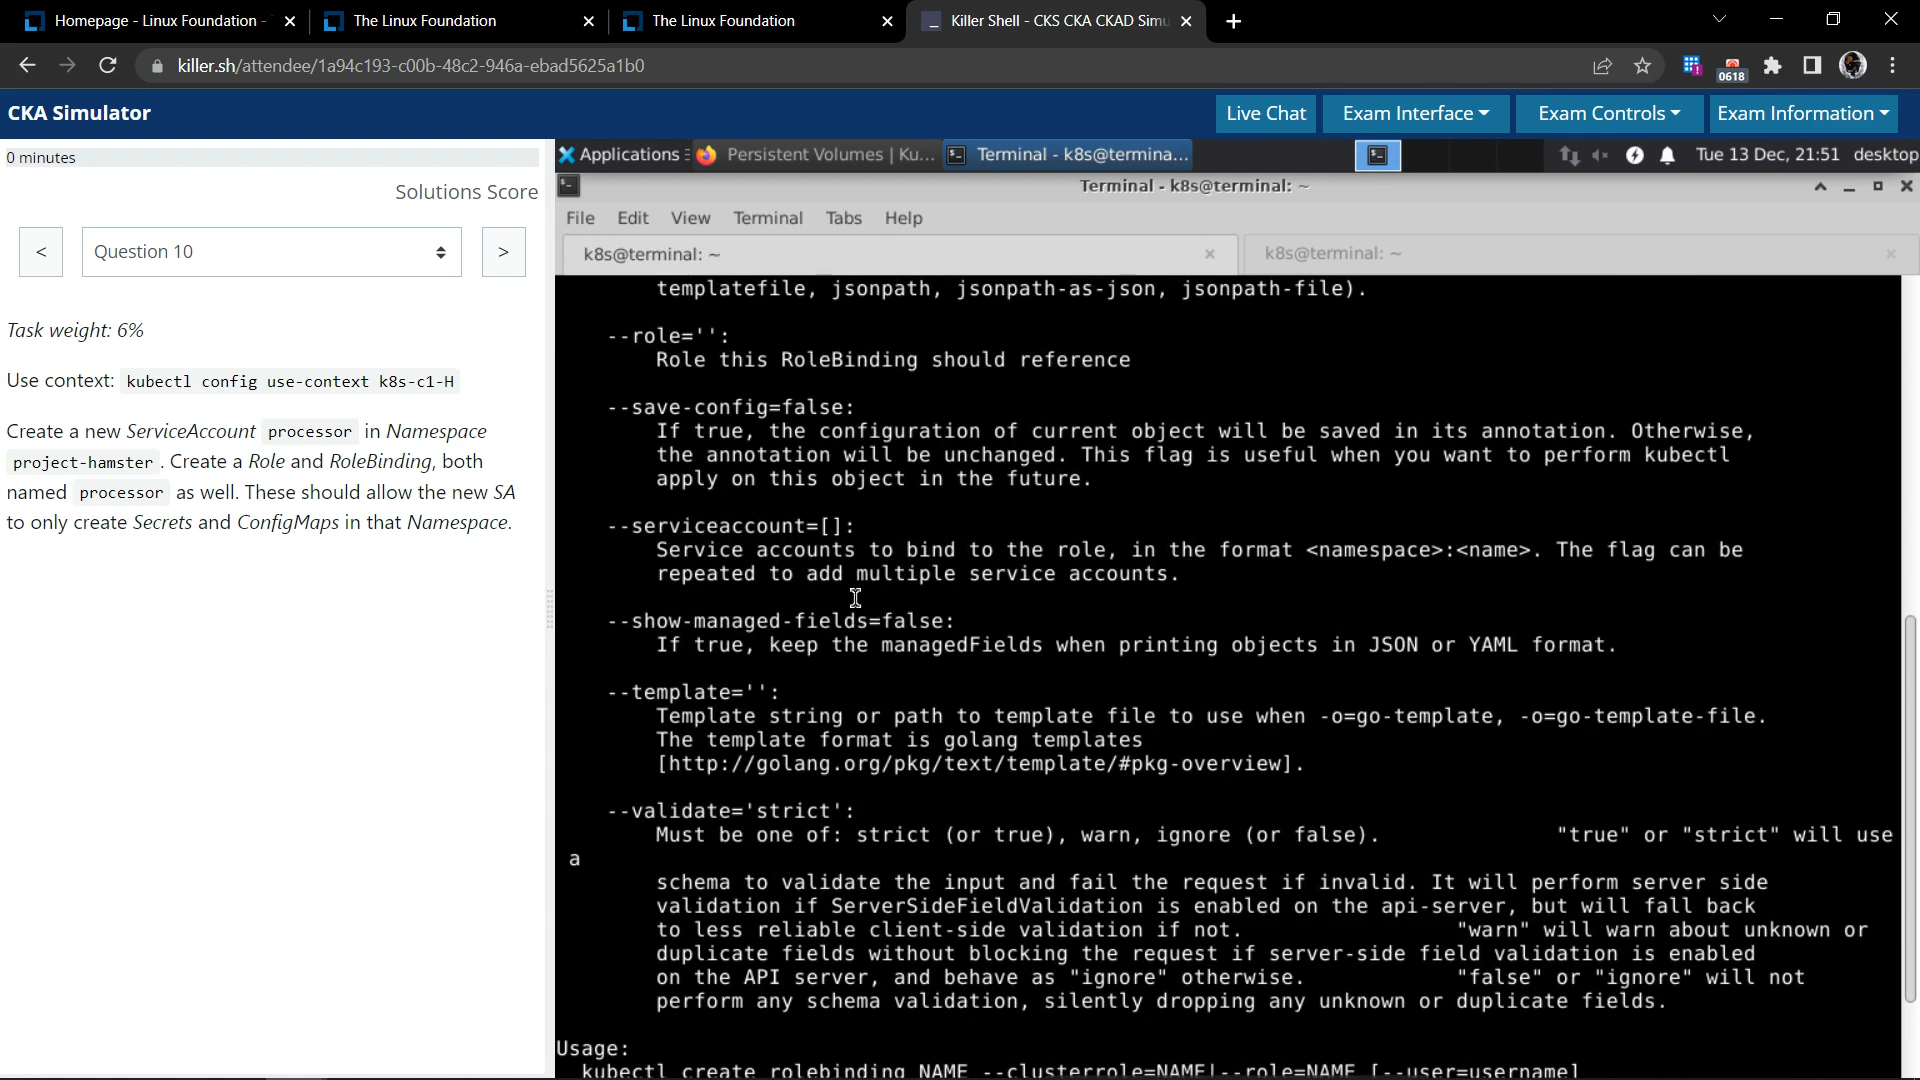 Homepage - Linux Foundation -
The Linux Foundation
The Linux Foundation
Killer Shell - CKS CKA CKAD Simu
killer.sh/attendee/1a94c193-c00b-48c2-946a-ebad5625a1b0
0618
CKA Simulator
Live Chat
Exam Interface
Exam Controls
Exam Information
0 minutes
Solutions Score
<
Question 10
>
Task weight: 6%
Use context: kubectl config use-context k8s-c1-H
Create a new ServiceAccount processor in Namespace
project-hamster . Create a Role and RoleBinding, both
named processor as well. These should allow the new SA
to only create Secrets and ConfigMaps in that Namespace.
Applications
Persistent Volumes | Ku...
Terminal - k8s@termina...
Tue 13 Dec, 21:51 desktop
Terminal - k8s@terminal: ~
File Edit View Terminal Tabs Help
k8s@terminal: ~
k8s@terminal: ~
templatefile, jsonpath, jsonpath-as-json, jsonpath-file).
--role='':
Role this RoleBinding should reference
--save-config=false:
If true, the configuration of current object will be saved in its annotation. Otherwise,
the annotation will be unchanged. This flag is useful when you want to perform kubectl
apply on this object in the future.
--serviceaccount=[]:
Service accounts to bind to the role, in the format <namespace>:<name>. The flag can be
repeated to add multiple service accounts.
--show-managed-fields=false:
If true, keep the managedFields when printing objects in JSON or YAML format.
--template='':
Template string or path to template file to use when -o=go-template, -o=go-template-file.
The template format is golang templates
[http://golang.org/pkg/text/template/#pkg-overview].
--validate='strict':
Must be one of: strict (or true), warn, ignore (or false). "true" or "strict" will use
a
schema to validate the input and fail the request if invalid. It will perform server side
validation if ServerSideFieldValidation is enabled on the api-server, but will fall back
to less reliable client-side validation if not. "warn" will warn about unknown or
duplicate fields without blocking the request if server-side field validation is enabled
on the API server, and behave as "ignore" otherwise. "false" or "ignore" will not
perform any schema validation, silently dropping any unknown or duplicate fields.
Usage:
kubectl create rolebinding NAME --clusterrole=NAME|--role=NAME [--user=username]